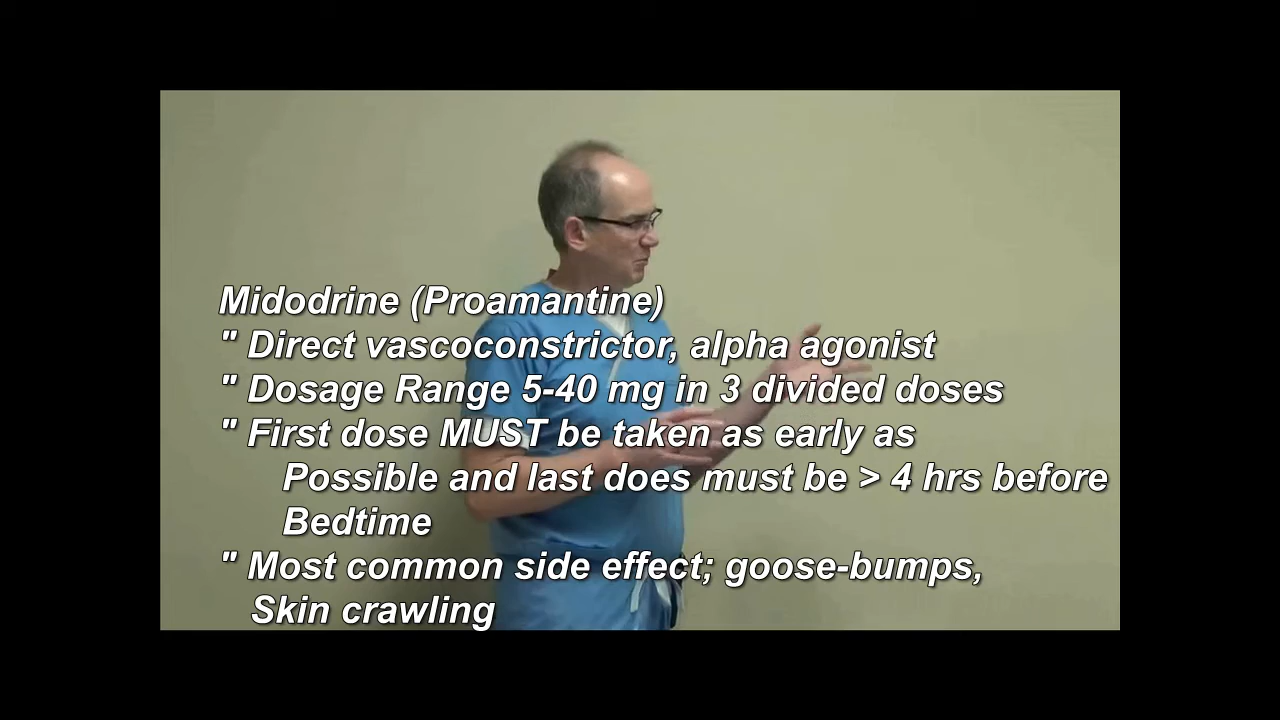 Midodrine (Proamantine)
" Direct vascoconstrictor, alpha agonist
" Dosage Range 5-40 mg in 3 divided doses
" First dose MUST be taken as early as
Possible and last does must be > 4 hrs before
Bedtime
" Most common side effect; goose-bumps,
Skin crawling